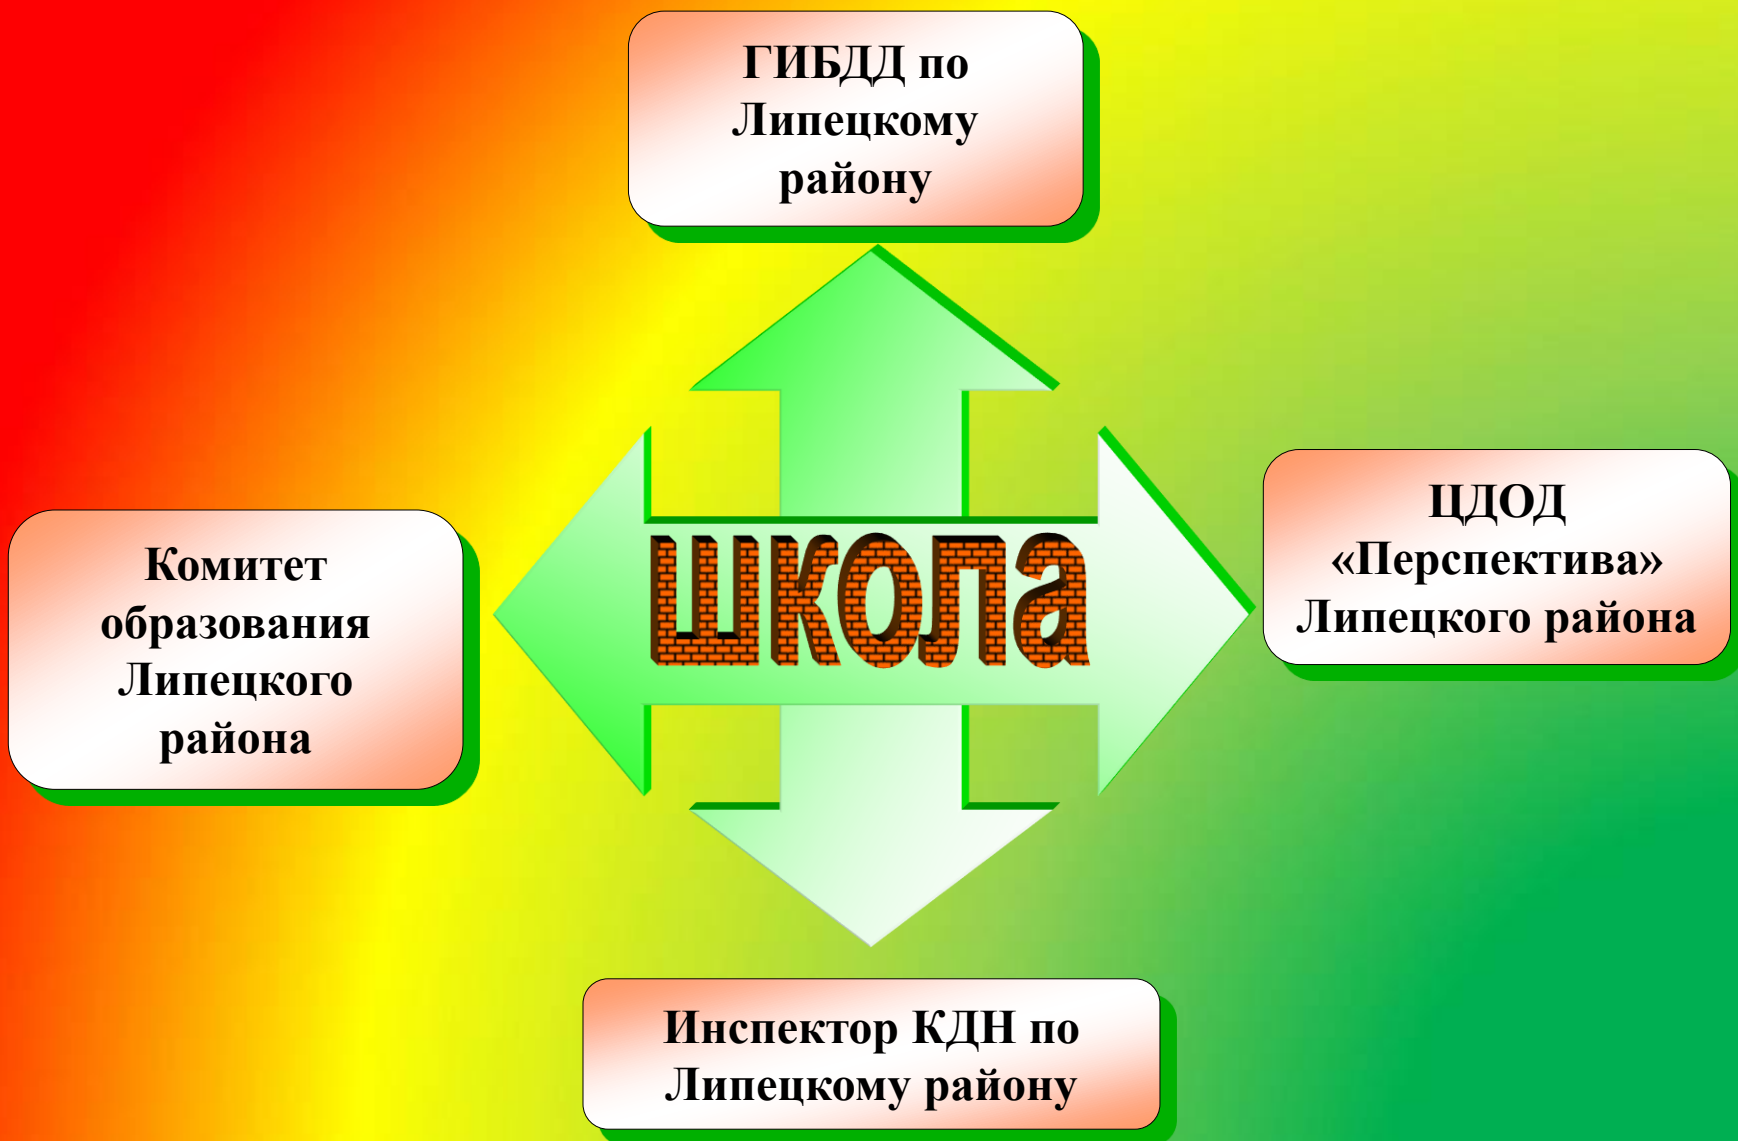 ГИБДД по
Липецкому
району
Комитет
образования
Липецкого
района
школа
ЦДОД
«Перспектива»
Липецкого района
Инспектор КДН по
Липецкому району